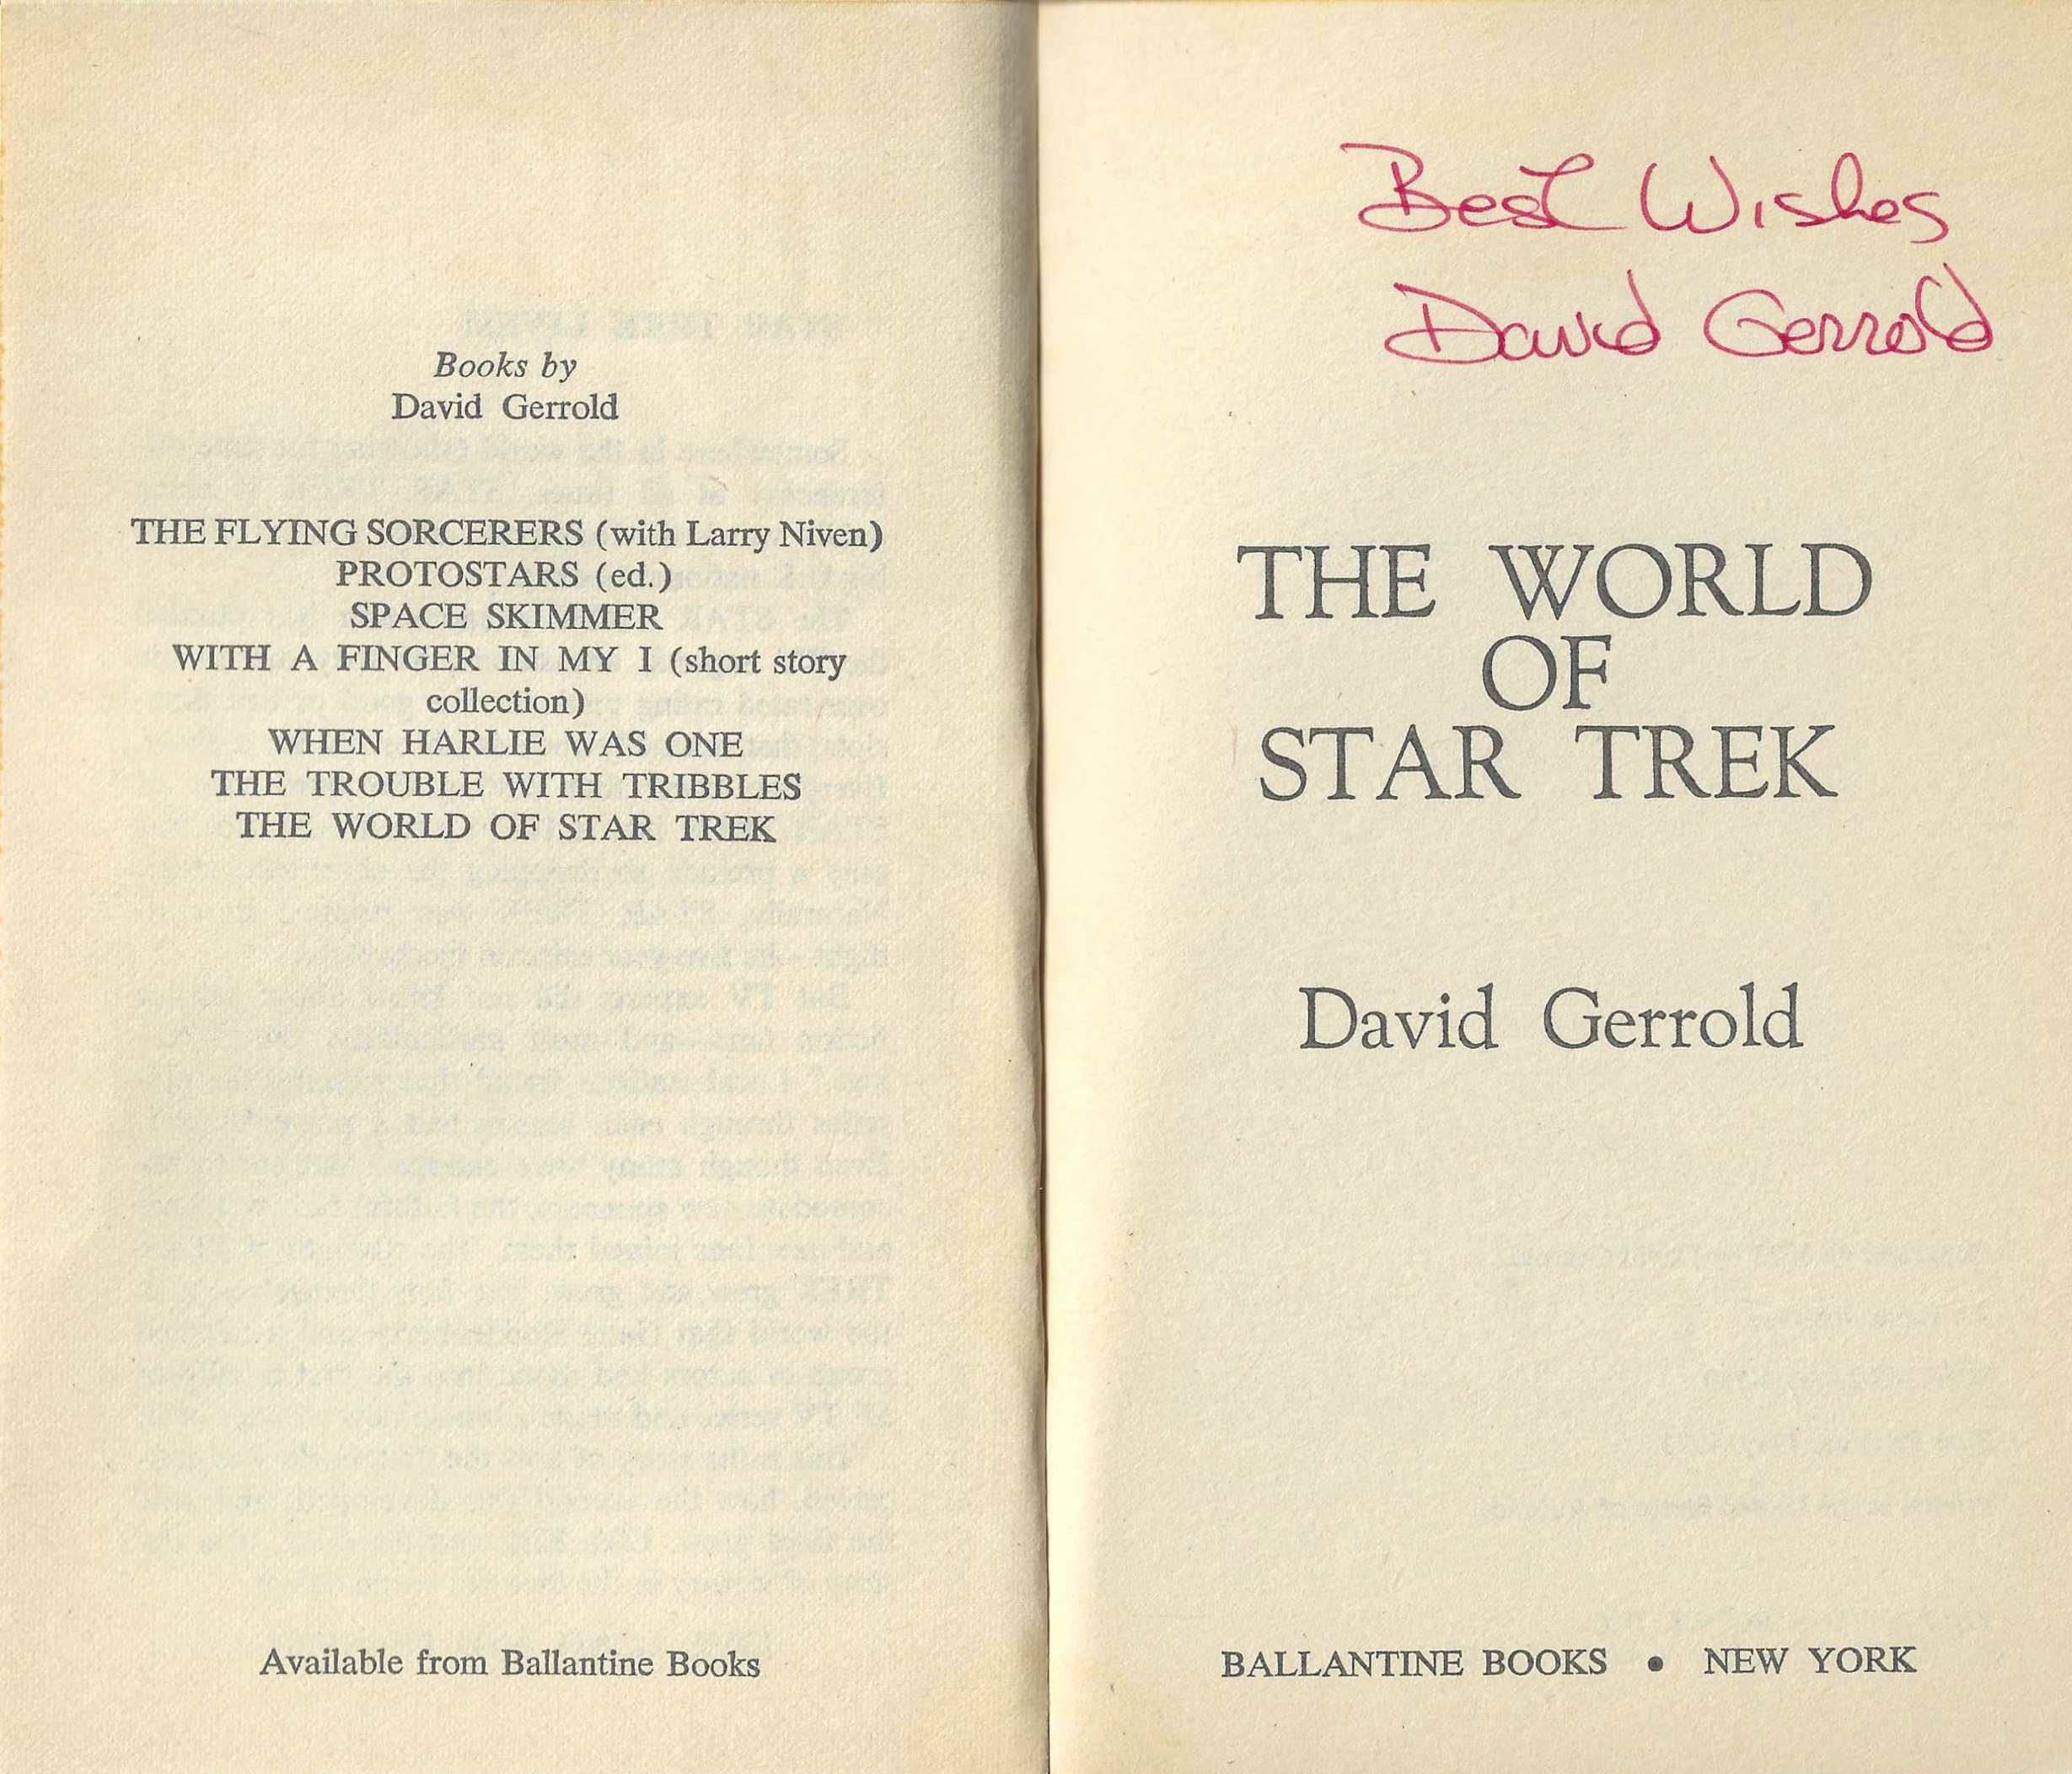 Books by
David Gerrold
THE FLYING SORCERERS (with Larry Niven)
PROTOSTARS (ed.)
SPACE SKIMMER
WITH A FINGER IN MY I (short story
collection)
WHEN HARLIE WAS ONE
THE TROUBLE WITH TRIBBLES
THE WORLD OF STAR TREK
Available from Ballantine Books
Best Wishes
David Gerrold
THE WORLD
OF
STAR TREK
David Gerrold
BALLANTINE BOOKS • NEW YORK